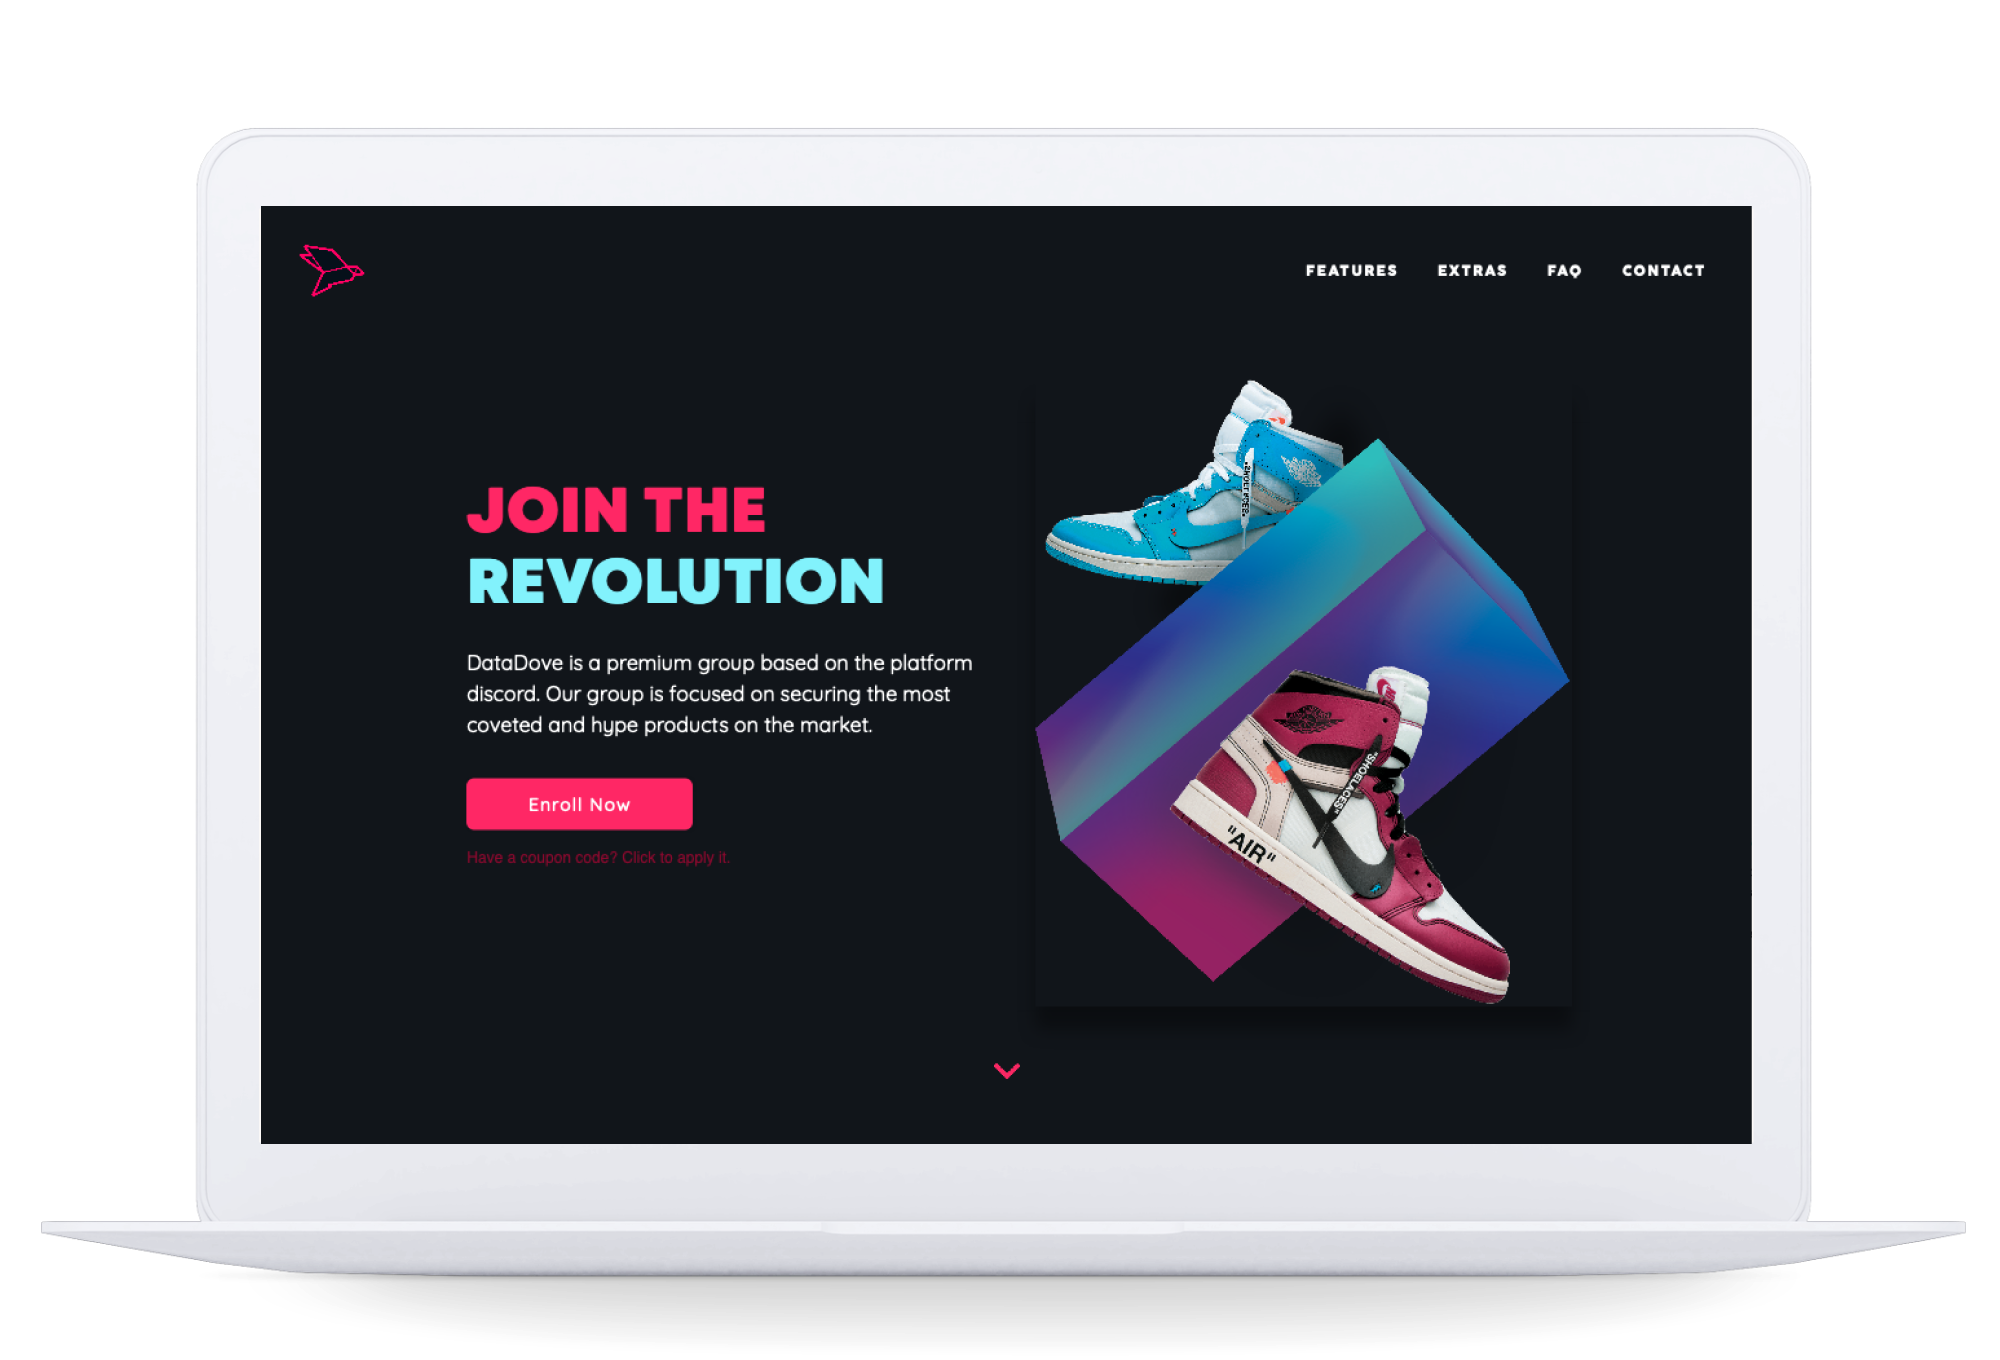 FEATURES EXTRAS FAQ CONTACT
JOIN THE
REVOLUTION
DataDove is a premium group based on the platform
discord. Our group is focused on securing the most
coveted and hype products on the market.
Enroll Now
Have a coupon code? Click to apply it.
"SHOELACES"
"SHOELACES"
"AIR"